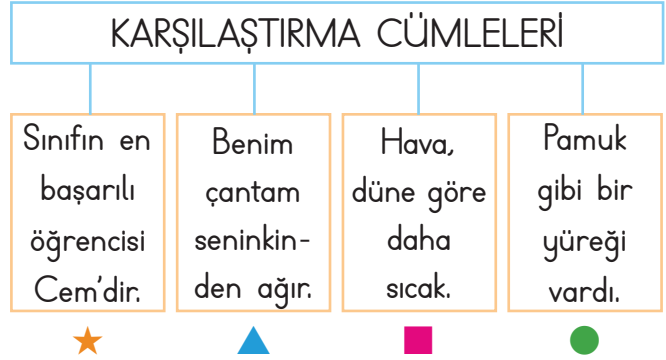 KARŞILAŞTIRMA CÜMLELERİ
Sınıfın en
başarılı
öğrencisi
Cem'dir.
Benim
çantam
seninkin-
den ağır.
Hava,
düne göre
daha
sıcak.
Pamuk
gibi bir
yüreği
vardı.